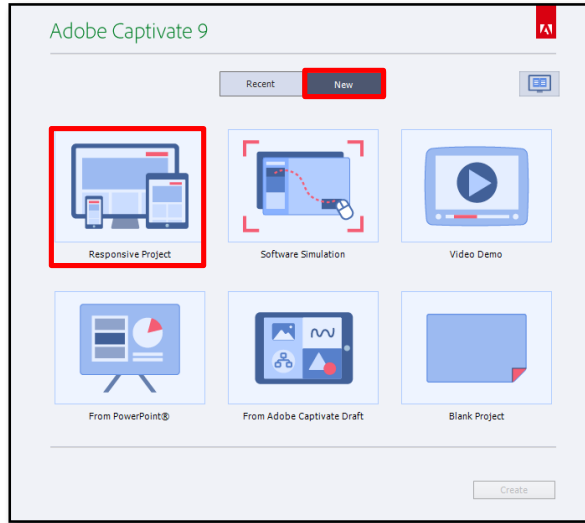 Adobe Captivate 9
Recent
New
Responsive Project
Software Simulation
Video Demo
From PowerPoint®
From Adobe Captivate Draft
Blank Project
Create